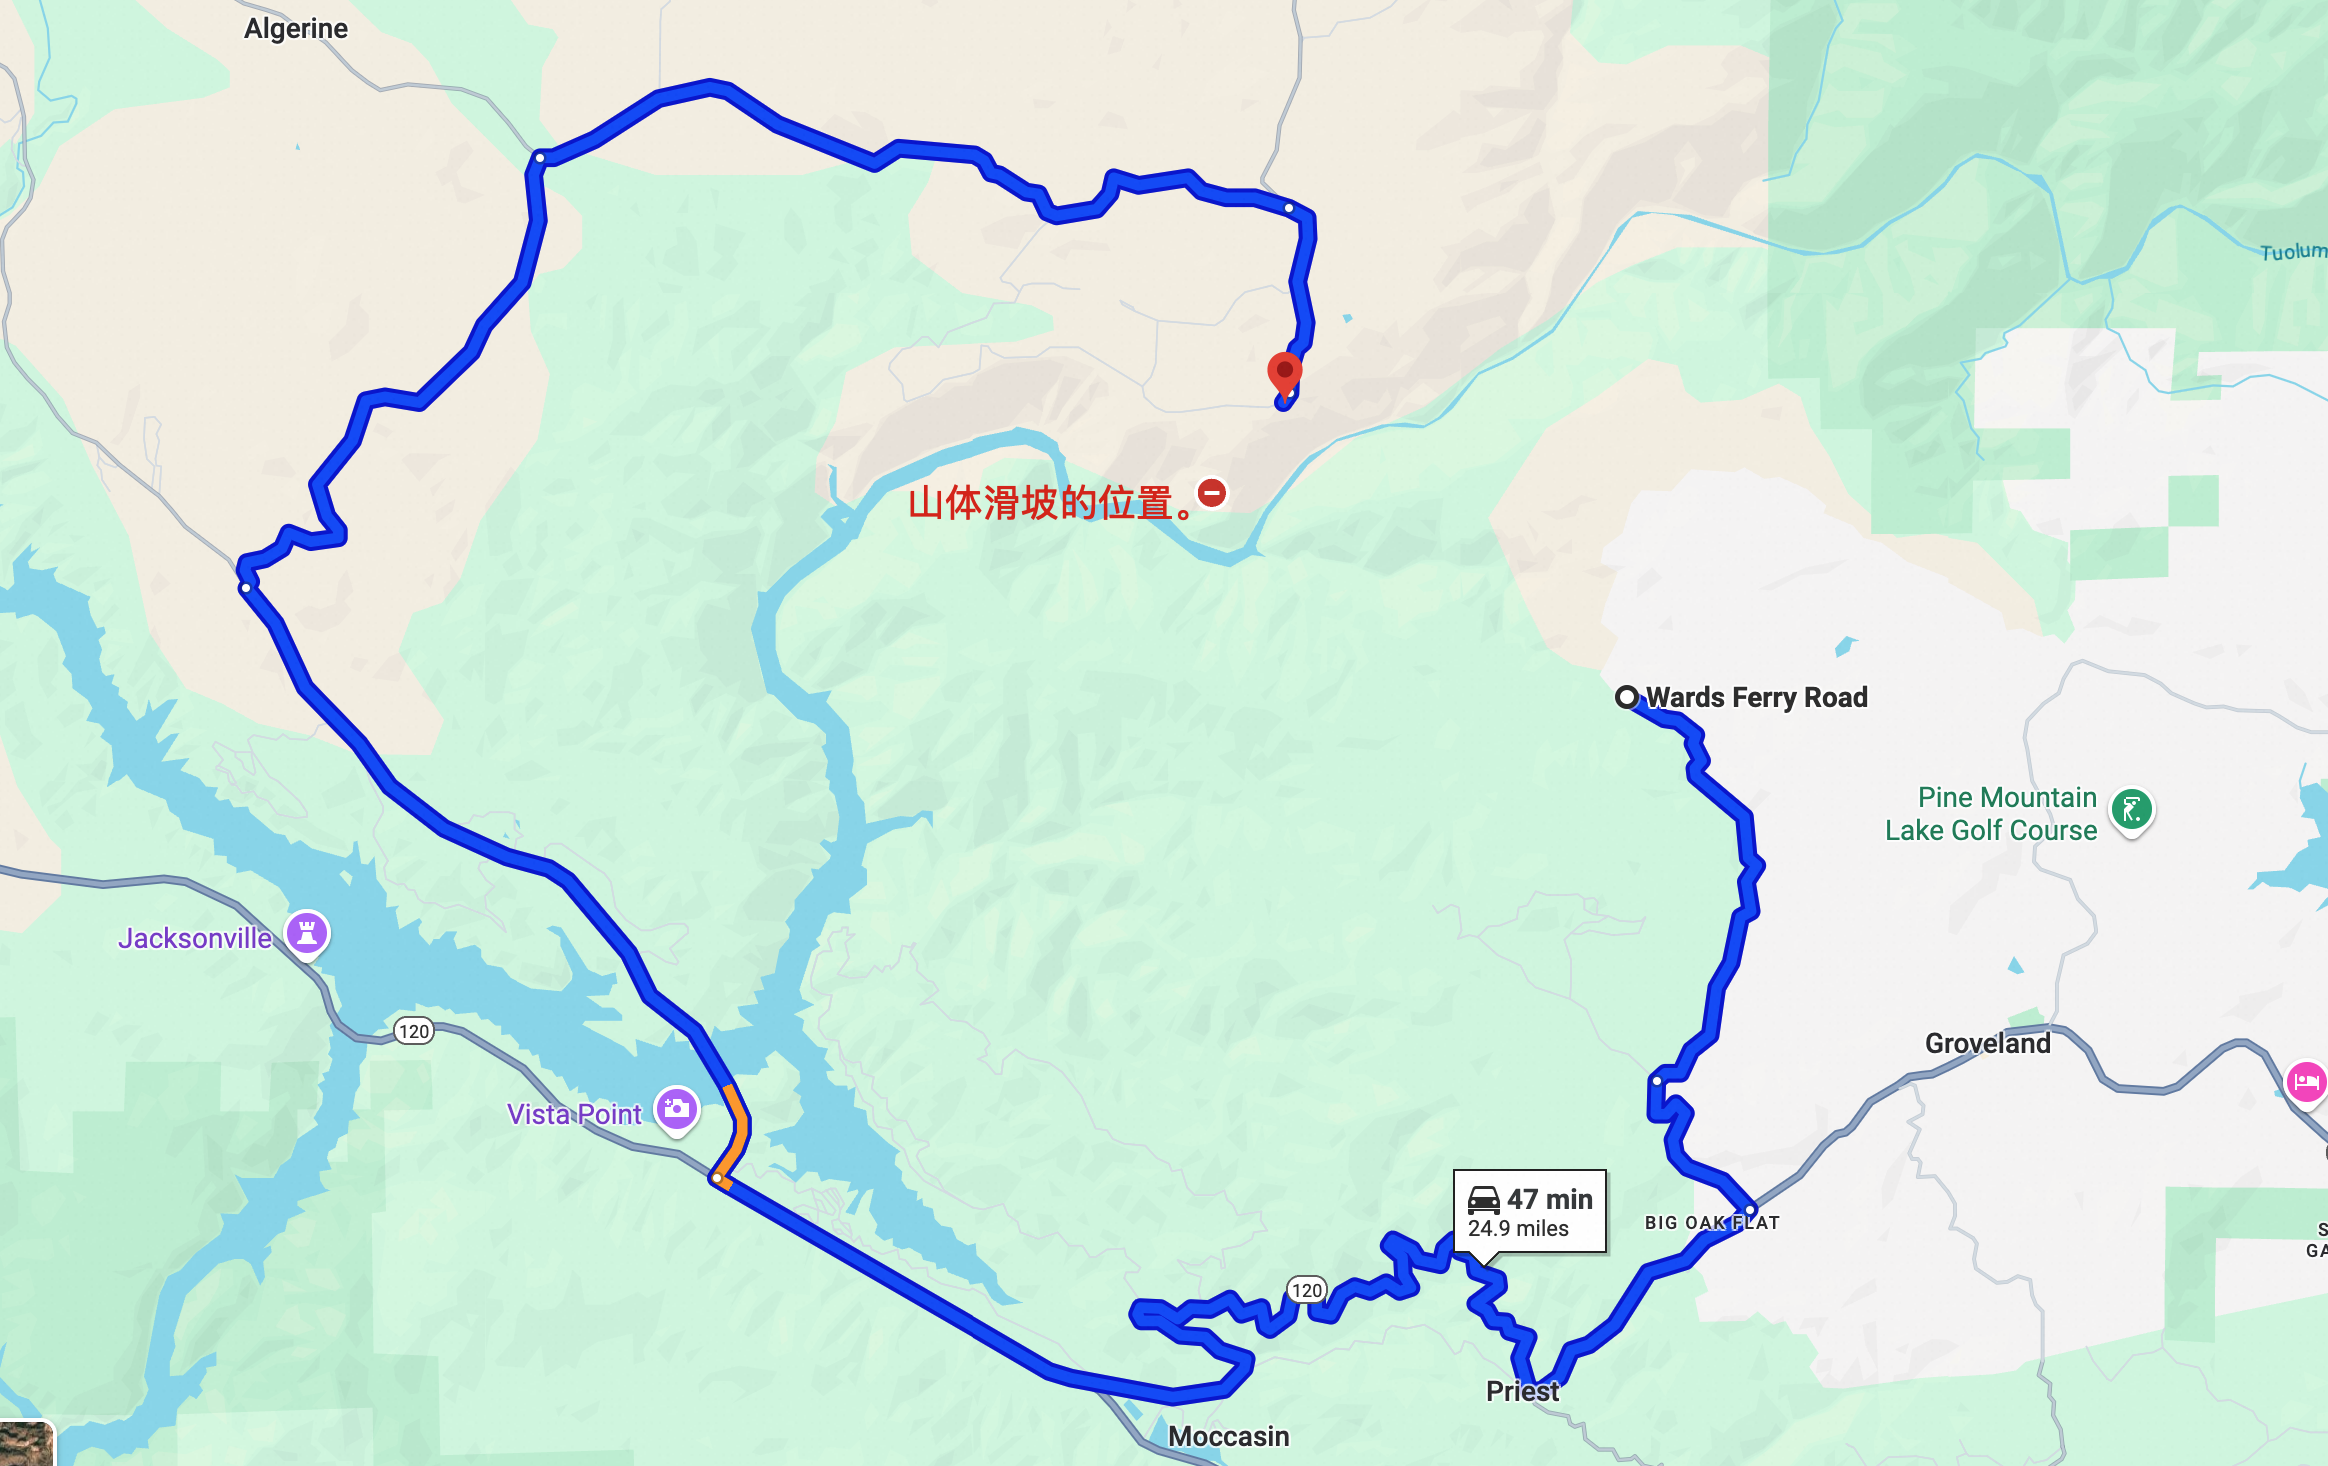 Algerine
Tuolum
山体滑坡的位置。
Wards Ferry Road
Pine Mountain
Lake Golf Course
Jacksonville
120
Groveland
Vista Point
47 min
24.9 miles
BIG OAK FLAT
120
S
GA
Priest
Moccasin